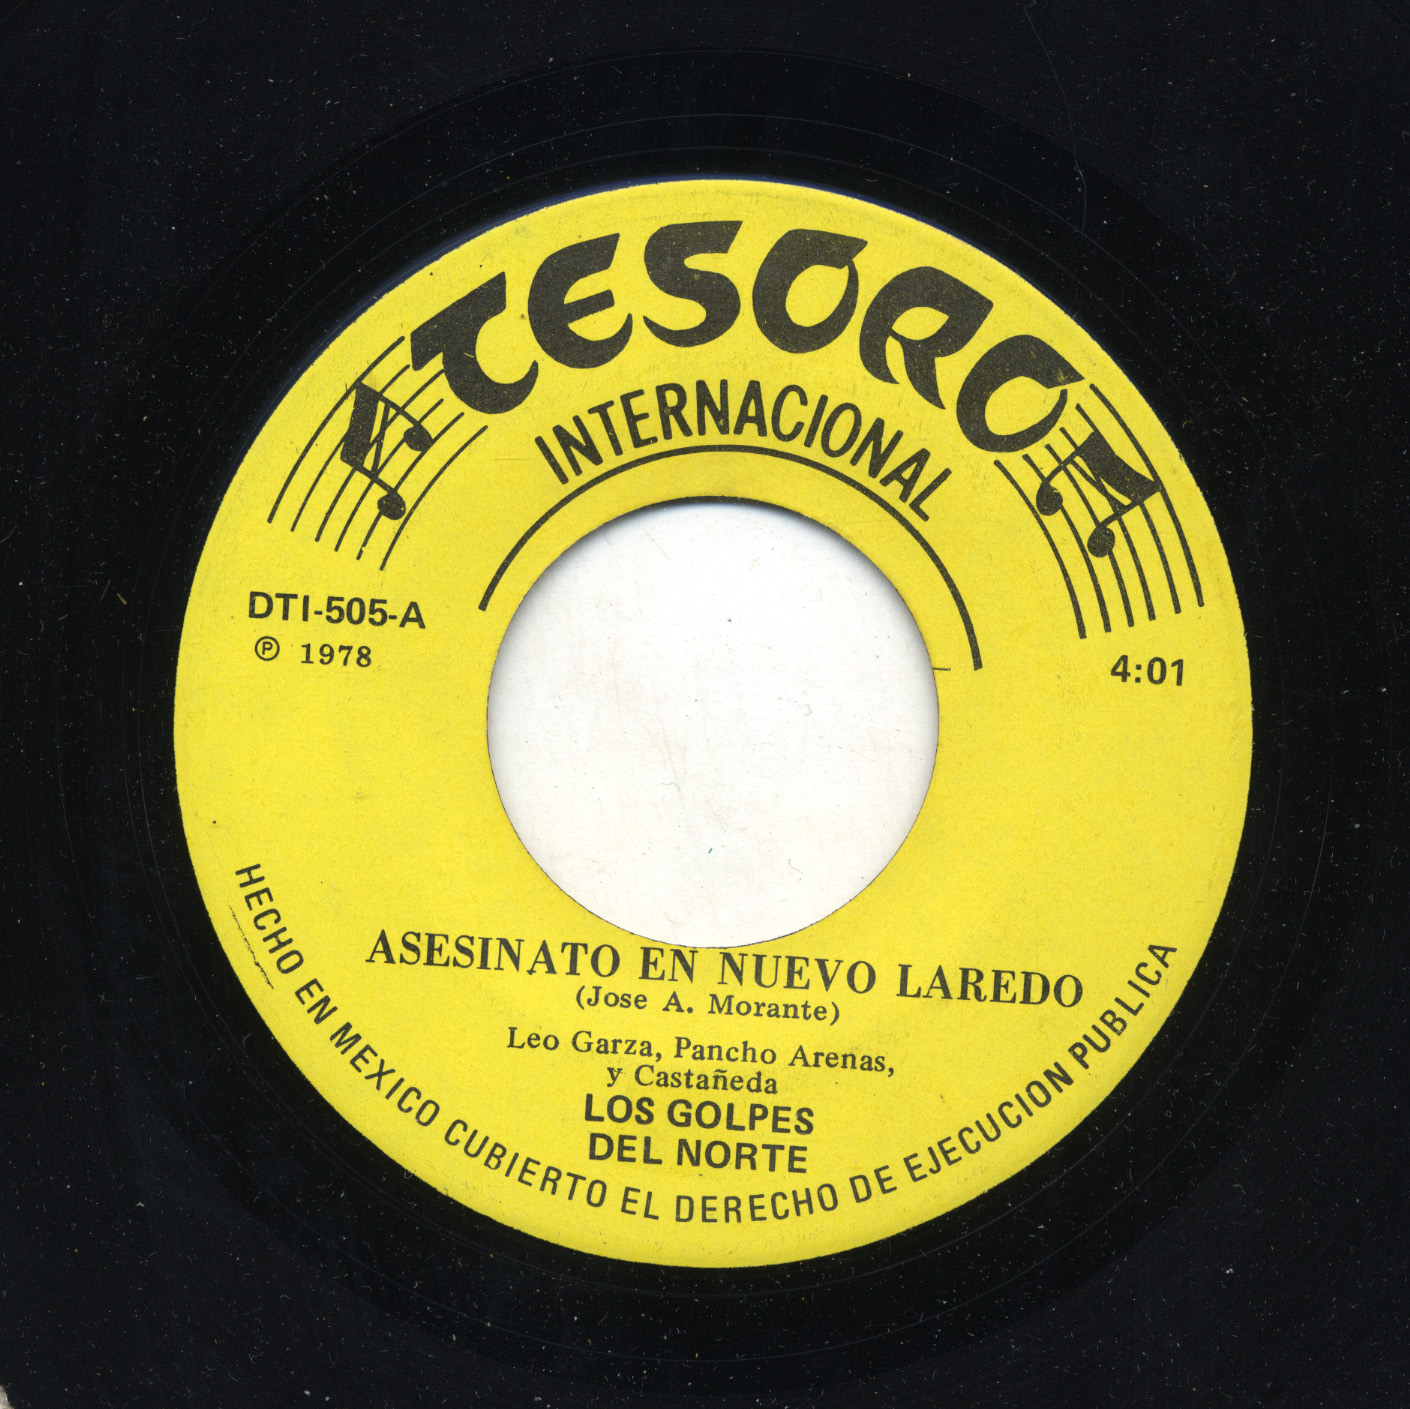 TESORO
INTERNACIONAL
DTI-505-A
Ⓟ 1978
4:01
ASESINATO EN NUEVO LAREDO
(Jose A. Morante)
Leo Garza, Pancho Arenas,
y Castañeda
LOS GOLPES
DEL NORTE
HECHO EN MEXICO CUBIERTO EL DERECHO DE EJECUCION PUBLICA